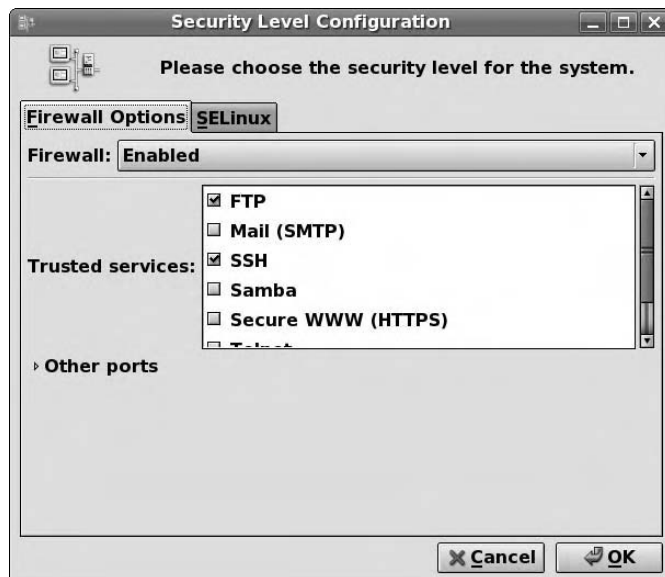 Security Level Configuration
Please choose the security level for the system.
Firewall Options SELinux
Firewall: Enabled
Trusted services:
FTP
Mail (SMTP)
SSH
Samba
Secure WWW (HTTPS)
Other ports
Cancel OK